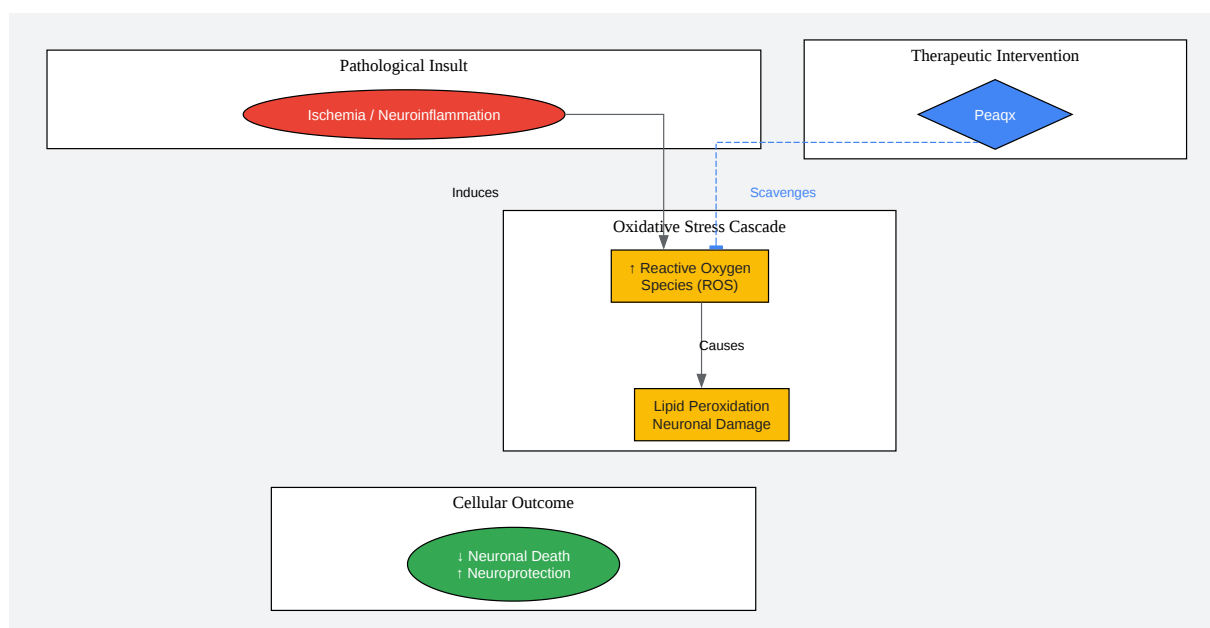 Pathological Insult
Ischemia / Neuroinflammation
Therapeutic Intervention
Peaqx
Induces
Scavenges
Oxidative Stress Cascade
↑ Reactive Oxygen
Species (ROS)
Causes
Lipid Peroxidation
Neuronal Damage
Cellular Outcome
↓ Neuronal Death
↑ Neuroprotection